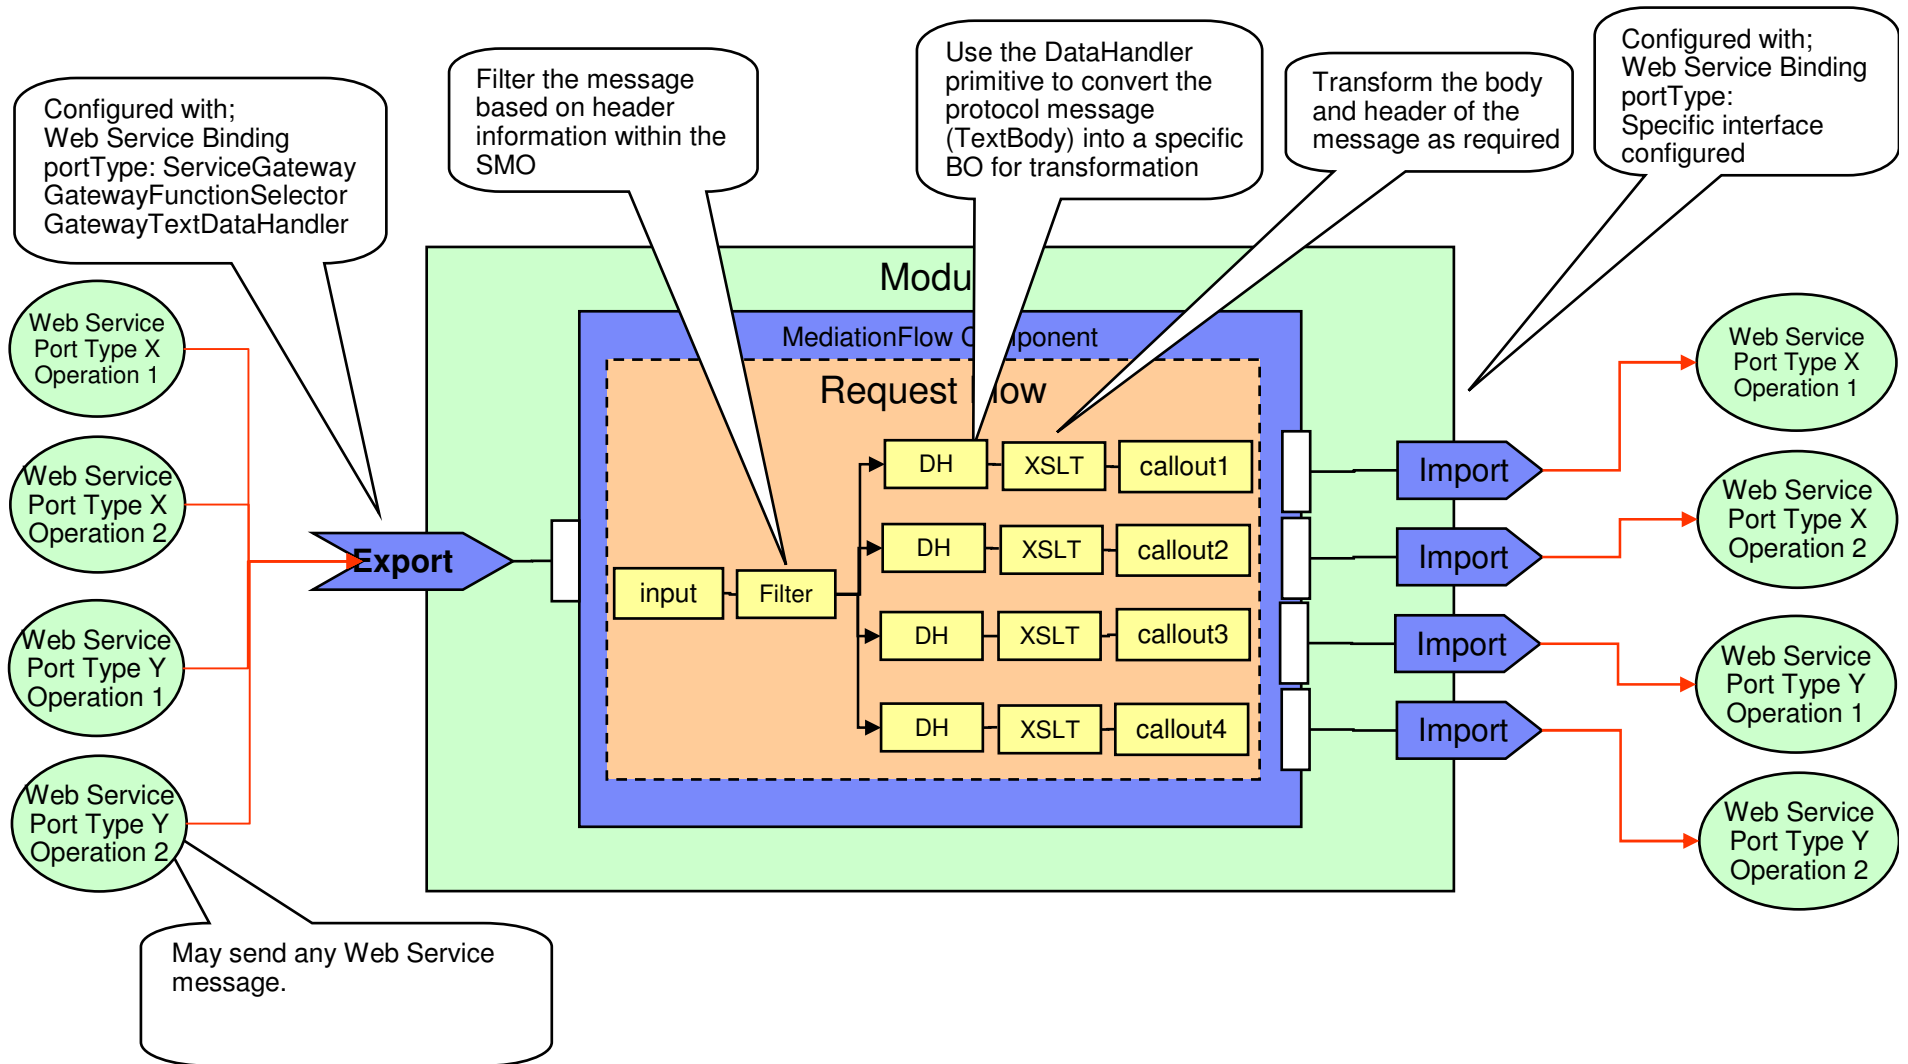 Configured with;
Web Service Binding
portType: ServiceGateway
GatewayFunctionSelector
GatewayTextDataHandler
Filter the message
based on header
information within the
SMO
Use the DataHandler
primitive to convert the
protocol message
(TextBody) into a specific
BO for transformation
Transform the body
and header of the
message as required
Configured with;
Web Service Binding
portType:
Specific interface
configured
Modu
MediationFlow C ponent
Request low
Web Service
Port Type X
Operation 1
Web Service
Port Type X
Operation 2
Web Service
Port Type Y
Operation 1
Web Service
Port Type Y
Operation 2
Export
input
Filter
DH
XSLT
callout1
DH
XSLT
callout2
DH
XSLT
callout3
DH
XSLT
callout4
Import
Import
Import
Import
Web Service
Port Type X
Operation 1
Web Service
Port Type X
Operation 2
Web Service
Port Type Y
Operation 1
Web Service
Port Type Y
Operation 2
May send any Web Service
message.